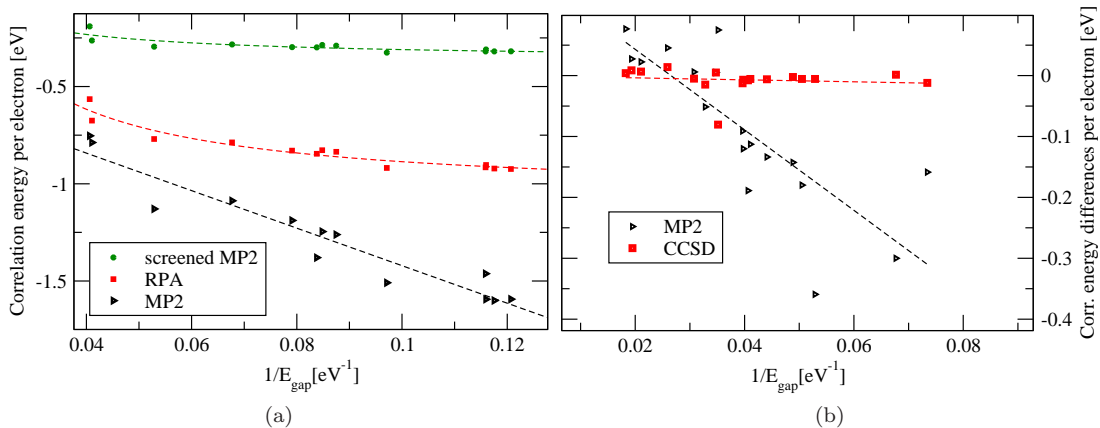 (a)
Correlation energy per electron [eV]
-0.5
-1
-1.5
screened MP2
RPA
MP2
0.04 0.06 0.08 0.1 0.12
1/E_gap[eV^-1]
(a)
(b)
0
-0.1
-0.2
-0.3
-0.4
Corr. energy differences per electron [eV]
MP2
CCSD
0.02 0.04 0.06 0.08
1/E_gap[eV^-1]
(b)